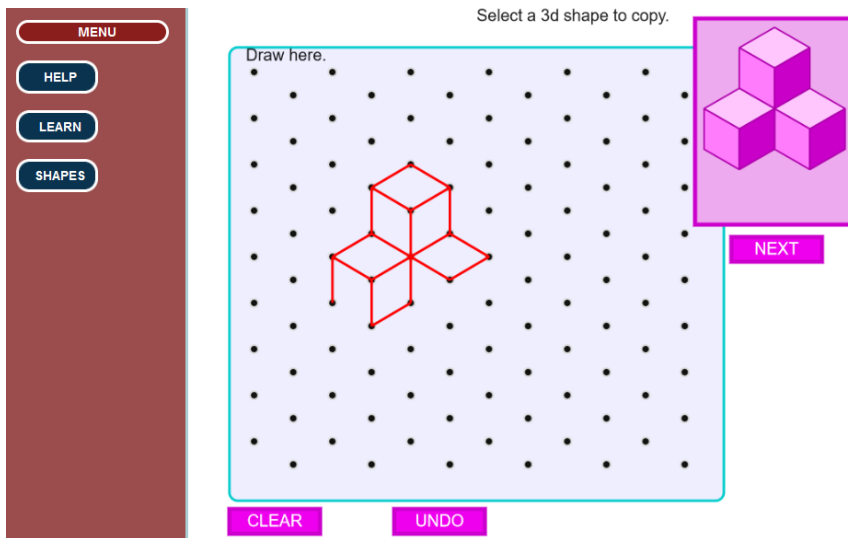 Select a 3d shape to copy.
MENU
HELP
LEARN
SHAPES
Draw here.
NEXT
CLEAR
UNDO